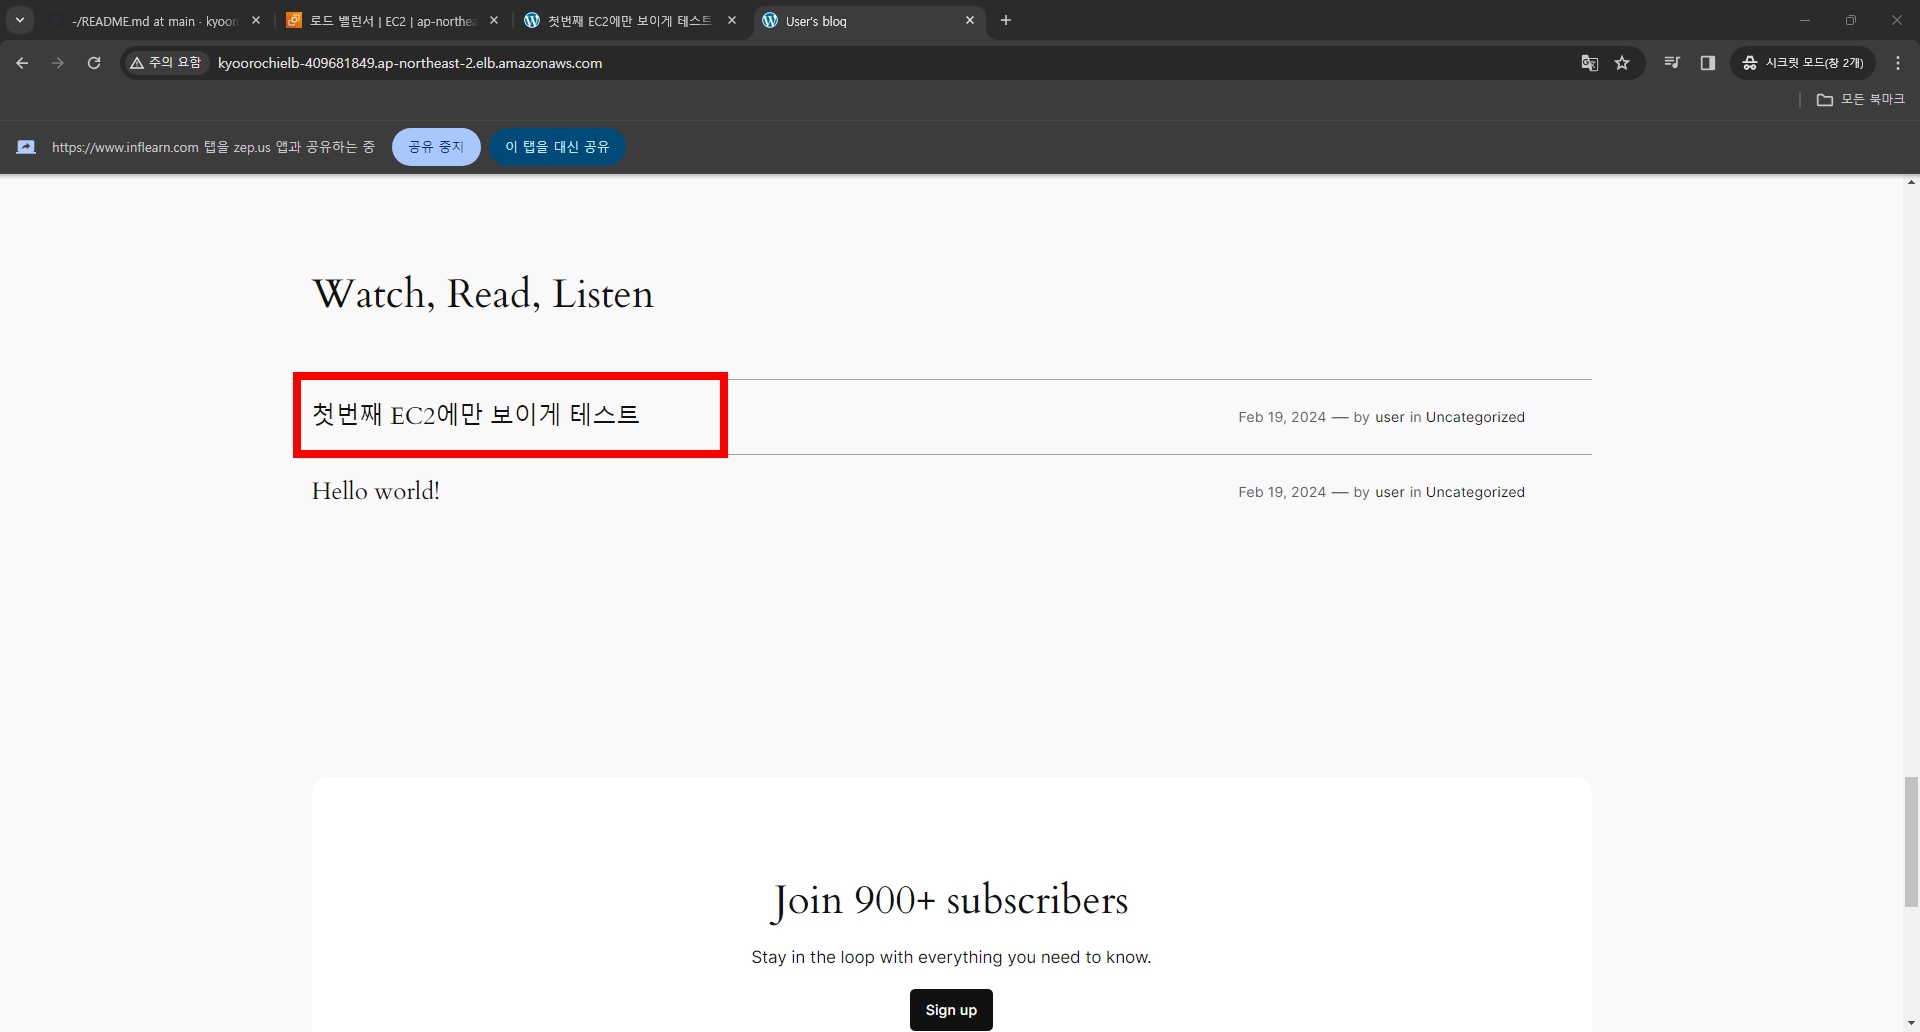 -/README.md at main · kyoor
로드 밸런서 | EC2 | ap-northea
첫번째 EC2에만 보이게 테스트
User's blog
주의 요함
kyoorochielb-409681849.ap-northeast-2.elb.amazonaws.com
시크릿 모드(창 2개)
모든 북마크
https://www.inflearn.com 탭을 zep.us 앱과 공유하는 중
공유 중지
이 탭을 대신 공유
Watch, Read, Listen
첫번째 EC2에만 보이게 테스트
Feb 19, 2024 — by user in Uncategorized
Hello world!
Feb 19, 2024 — by user in Uncategorized
Join 900+ subscribers
Stay in the loop with everything you need to know.
Sign up